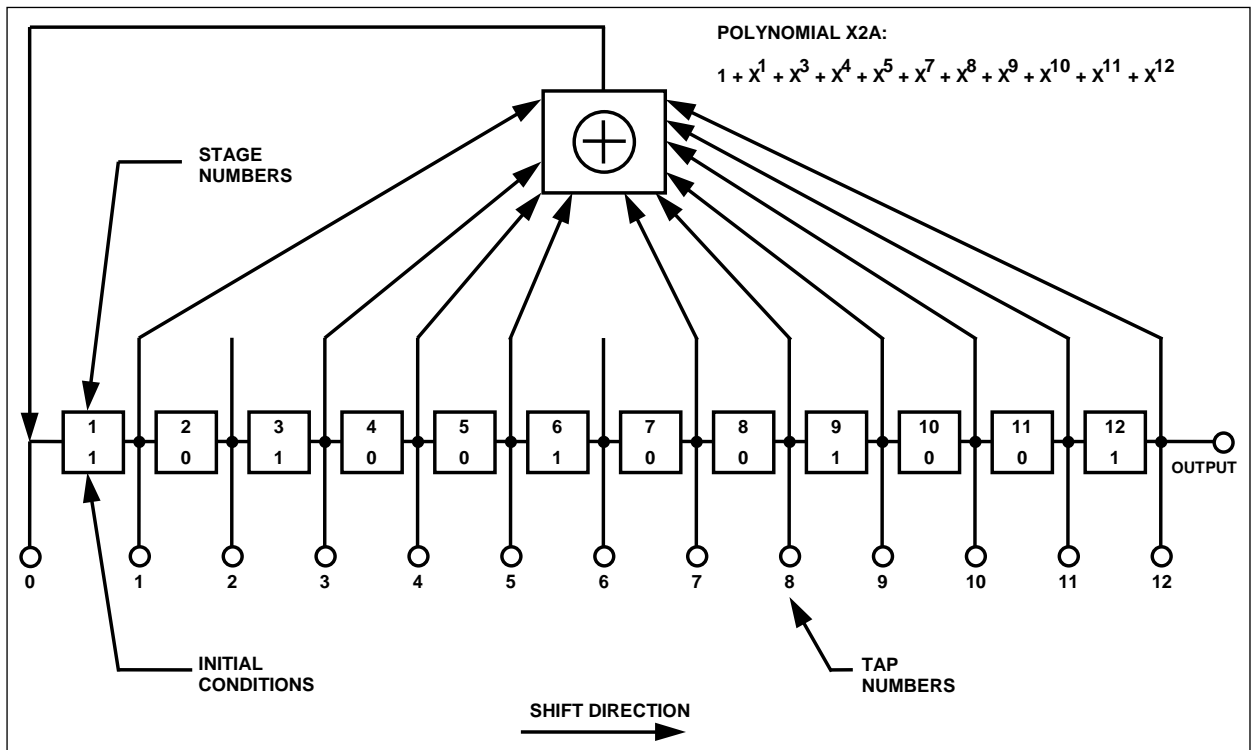 POLYNOMIAL X2A:
1 + X1 + X3 + X4 + X5 + X7 + X8 + X9 + X10 + X11 + X12
STAGE
NUMBERS
1 2 3 4 5 6 7 8 9 10 11 12
1 0 1 0 0 1 0 0 1 0 0 1
OUTPUT
0 1 2 3 4 5 6 7 8 9 10 11 12
INITIAL
CONDITIONS
TAP
NUMBERS
SHIFT DIRECTION